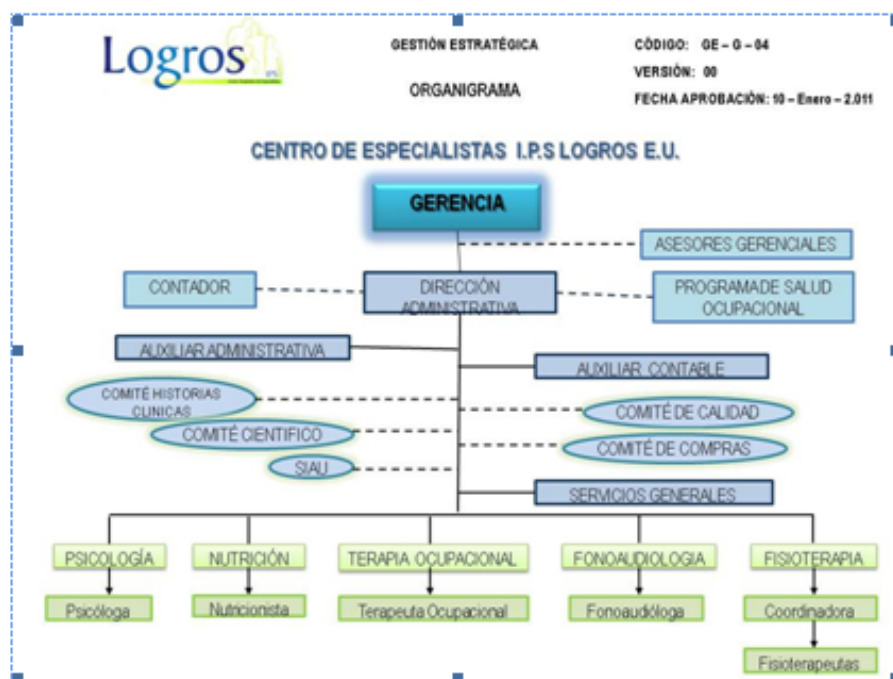 Logros
GESTIÓN ESTRATÉGICA
ORGANIGRAMA
CÓDIGO: GE – G – 04
VERSIÓN: 00
FECHA APROBACIÓN: 10 – Enero – 2.011
CENTRO DE ESPECIALISTAS I.P.S LOGROS E.U.
GERENCIA
ASESORES GERENCIALES
CONTADOR
DIRECCIÓN
ADMINISTRATIVA
PROGRAMA DE SALUD
OCUPACIONAL
AUXILIAR ADMINISTRATIVA
AUXILIAR CONTABLE
COMITÉ HISTORIAS
CLINICAS
COMITÉ DE CALIDAD
COMITÉ CIENTIFICO
COMITÉ DE COMPRAS
SIAU
SERVICIOS GENERALES
PSICOLOGÍA
NUTRICIÓN
TERAPIA OCUPACIONAL
FONOAUDIOLOGIA
FISIOTERAPIA
Psicóloga
Nutricionista
Terapeuta Ocupacional
Fonoaudióloga
Coordinadora
Fisioterapeutas